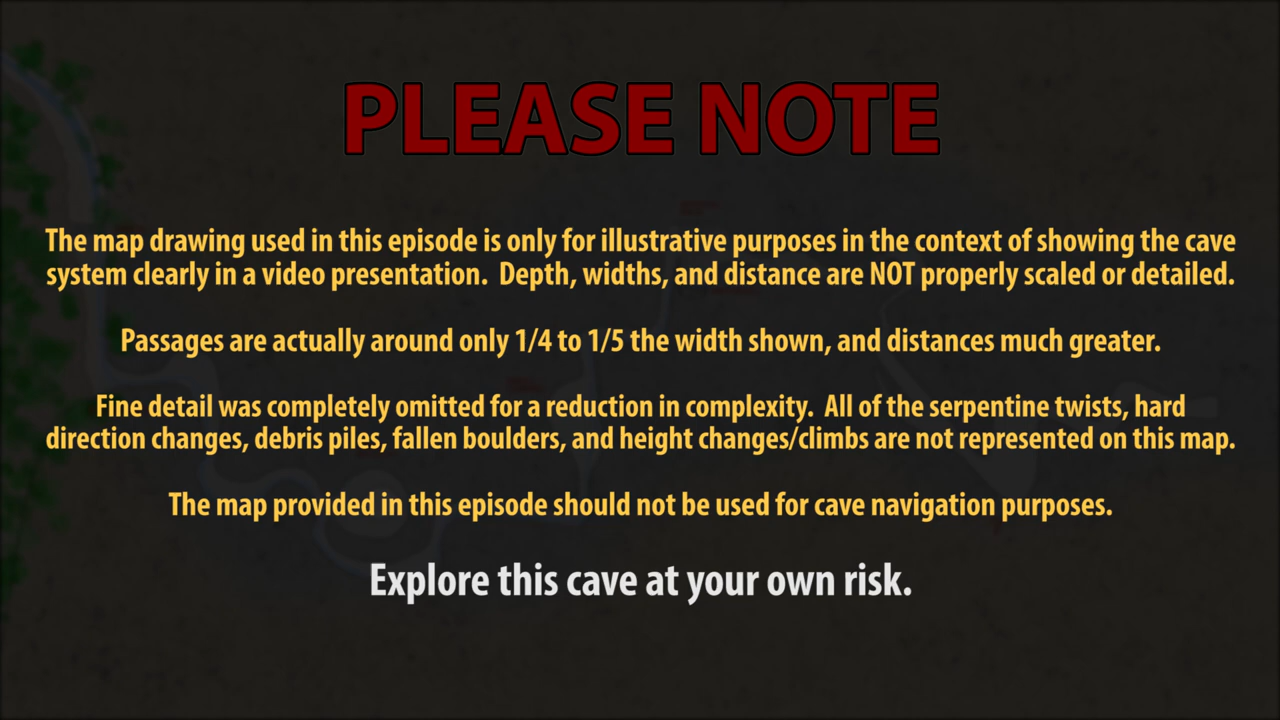 PLEASE NOTE
The map drawing used in this episode is only for illustrative purposes in the context of showing the cave
system clearly in a video presentation.  Depth, widths, and distance are NOT properly scaled or detailed.
Passages are actually around only 1/4 to 1/5 the width shown, and distances much greater.
Fine detail was completely omitted for a reduction in complexity.  All of the serpentine twists, hard
direction changes, debris piles, fallen boulders, and height changes/climbs are not represented on this map.
The map provided in this episode should not be used for cave navigation purposes.
Explore this cave at your own risk.